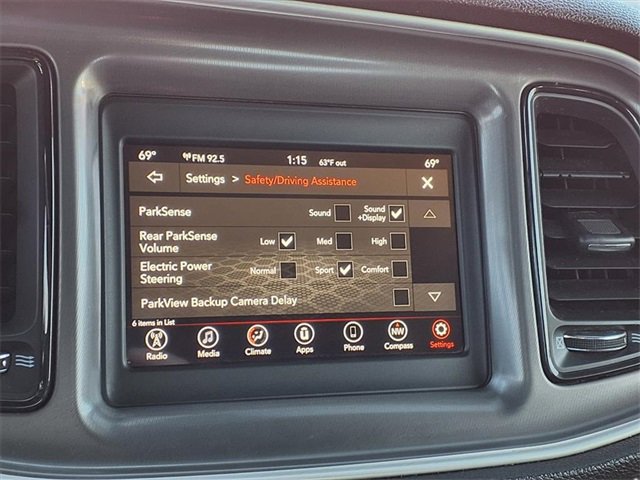 69° FM 92.5 1:15 63°F out 69°
Settings > Safety/Driving Assistance X
ParkSense Sound Sound
+Display
Rear ParkSense
Volume Low Med High
Electric Power
Steering Normal Sport Comfort
ParkView Backup Camera Delay
6 items in List
NW
Radio Media Climate Apps Phone Compass Settings